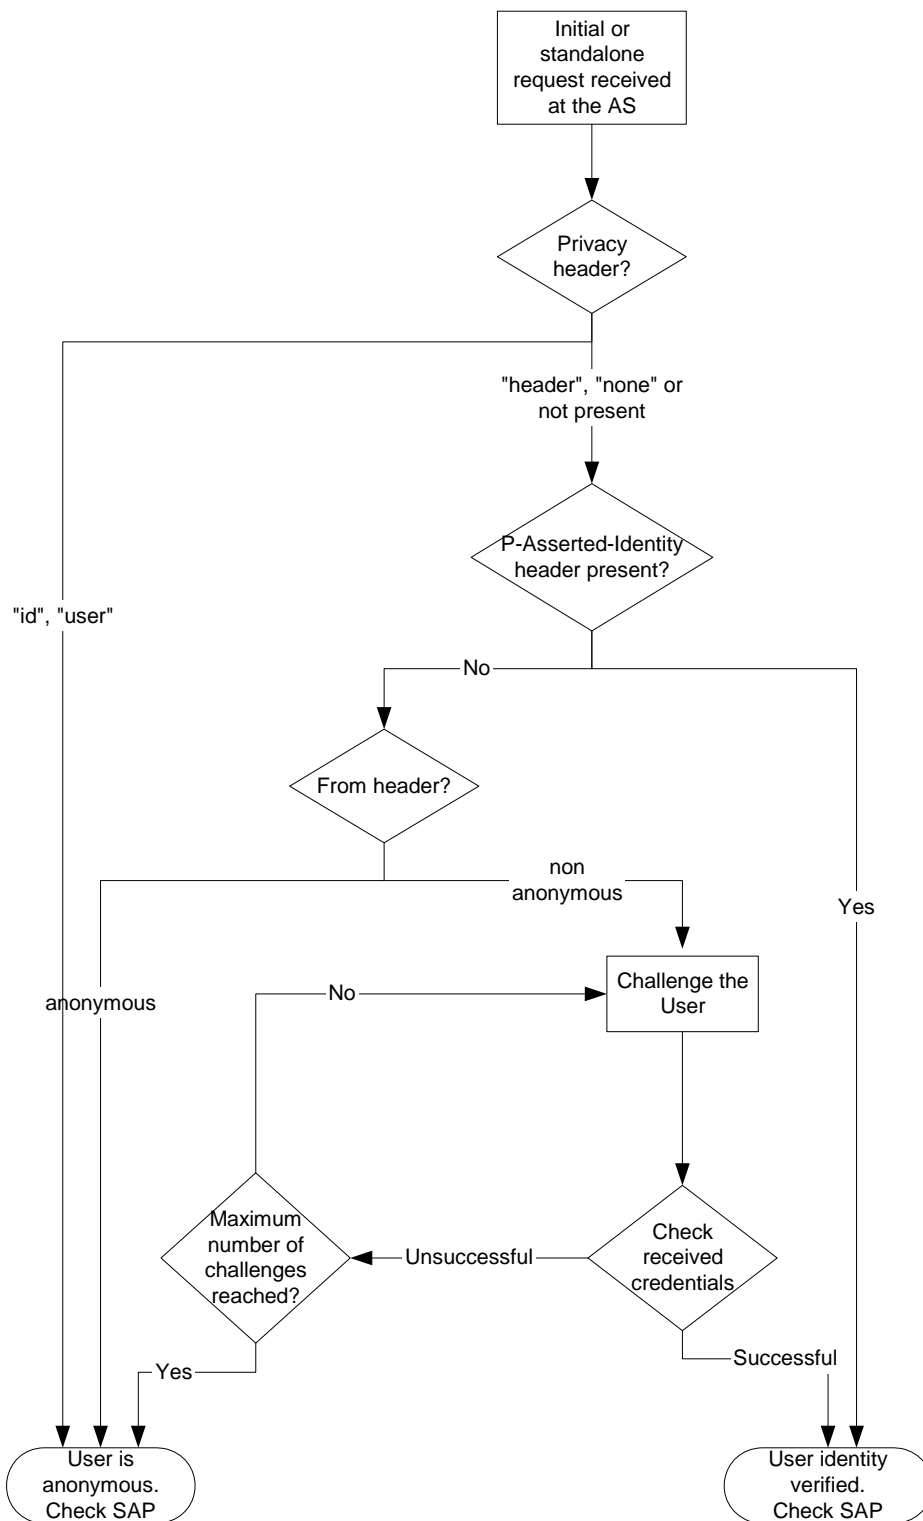 Initial or
standalone
request received
at the AS
Privacy
header?
"header", "none" or
not present
P-Asserted-Identity
header present?
"id", "user"
No
From header?
non
anonymous
Yes
Challenge the
User
No
anonymous
Maximum
number of
challenges
reached?
Unsuccessful
Check
received
credentials
Yes
Successful
User is
anonymous.
Check SAP
User identity
verified.
Check SAP